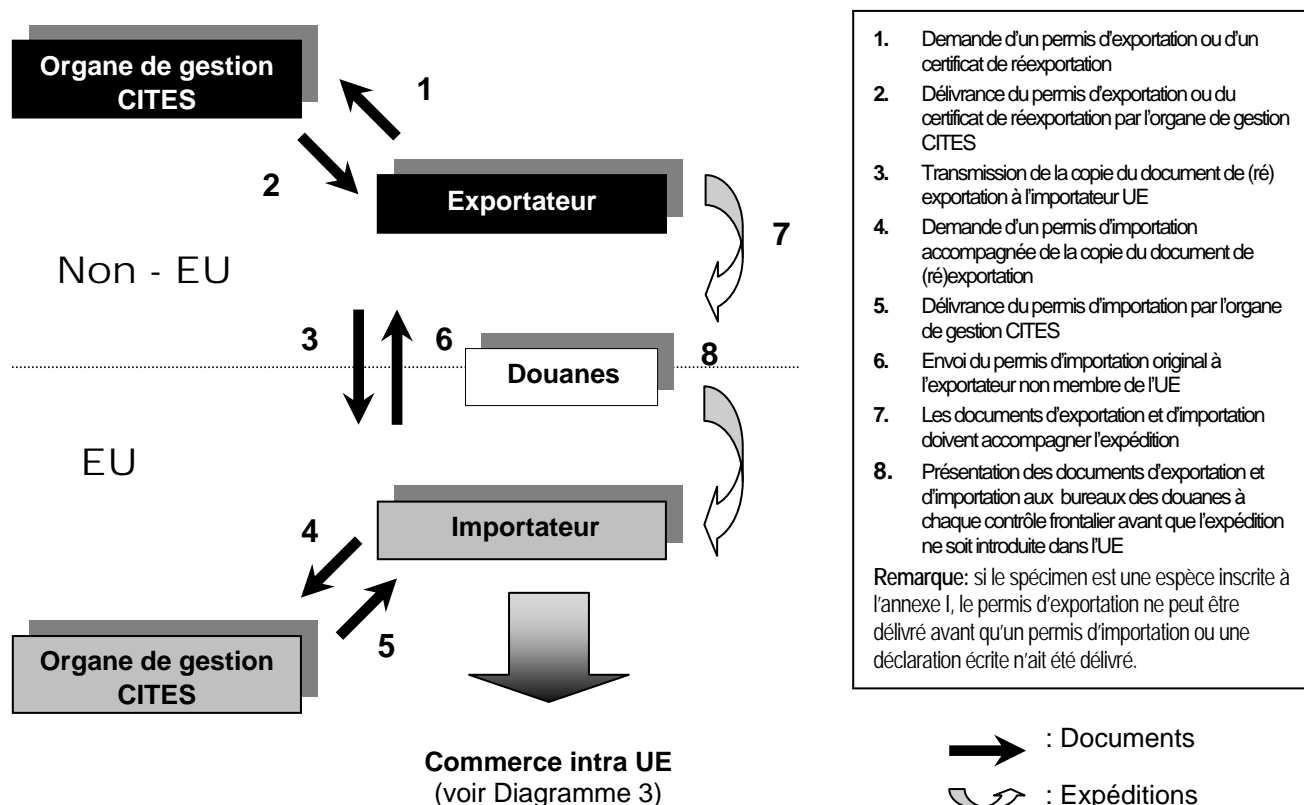 Organe de gestion
CITES
1
2
Exportateur
7
Non - EU
3
6
8
Douanes
EU
Importateur
4
5
Organe de gestion
CITES
Commerce intra UE
(voir Diagramme 3)
1. Demande d'un permis d'exportation ou d'un
certificat de réexportation
2. Délivrance du permis d'exportation ou du
certificat de réexportation par l'organe de gestion
CITES
3. Transmission de la copie du document de (ré)
exportation à l'importateur UE
4. Demande d'un permis d'importation
accompagnée de la copie du document de
(ré)exportation
5. Délivrance du permis d'importation par l'organe
de gestion CITES
6. Envoi du permis d'importation original à
l'exportateur non membre de l'UE
7. Les documents d'exportation et d'importation
doivent accompagner l'expédition
8. Présentation des documents d'exportation et
d'importation aux bureaux des douanes à
chaque contrôle frontalier avant que l'expédition
ne soit introduite dans l'UE
Remarque: si le spécimen est une espèce inscrite à
l'annexe I, le permis d'exportation ne peut être
délivré avant qu'un permis d'importation ou une
déclaration écrite n'ait été délivré.
: Documents
: Expéditions